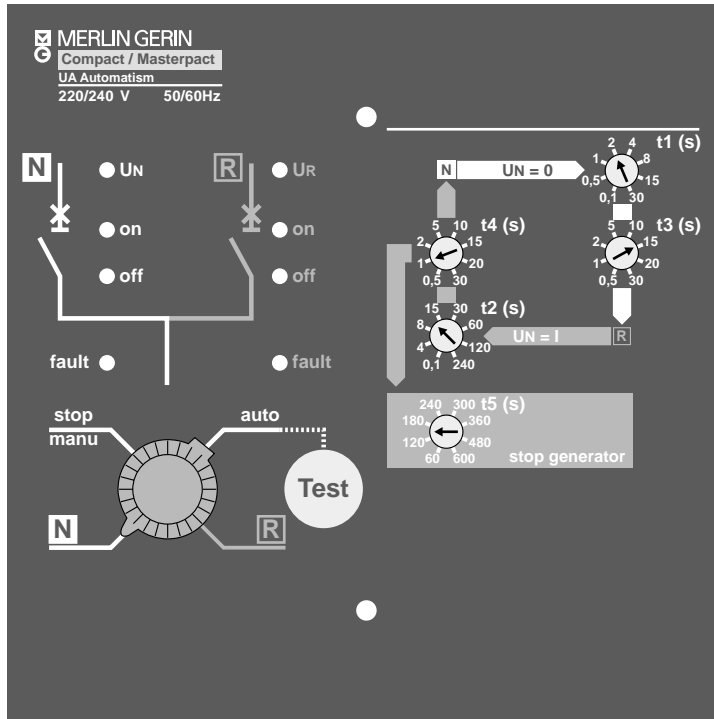 MERLIN GERIN
Compact / Masterpact
UA Automatism
220/240 V 50/60Hz
N
UN
on
off
fault
R
UR
on
off
fault
stop
manu
auto
Test
N
R
N
UN = 0
t1 (s)
0,1 0,5 1 2 4 8 15 30
t4 (s)
0,5 1 2 5 10 15 20 30
t3 (s)
0,5 1 2 5 10 15 20 30
t2 (s)
0,1 4 8 15 30 60 120 240
UN = I
R
t5 (s)
60 120 180 240 300 360 480 600
stop generator